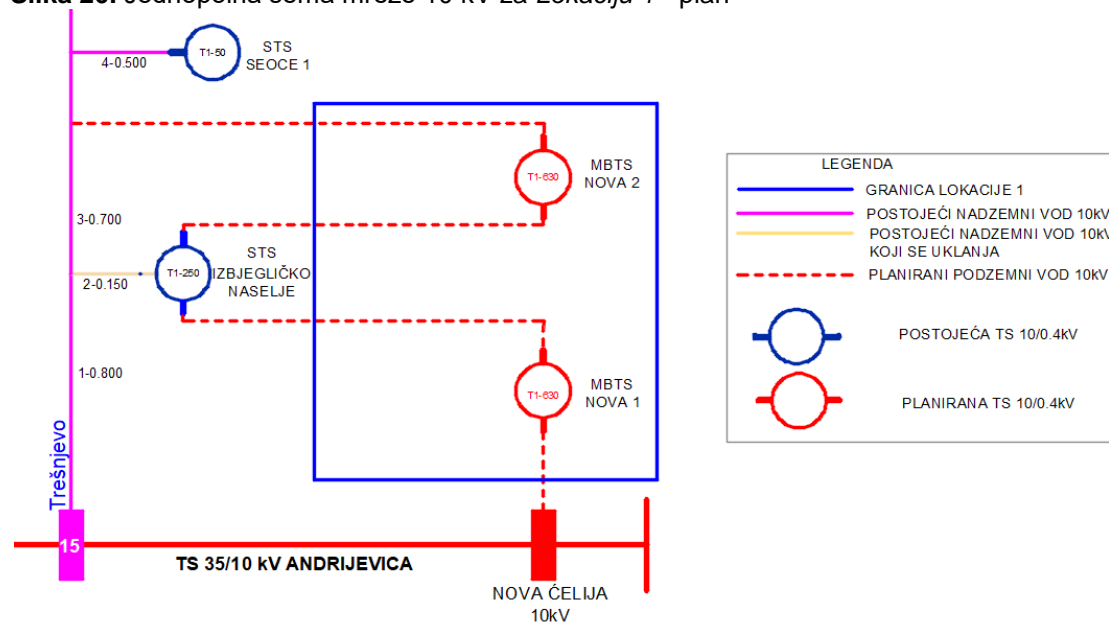 4-0.500
T1-50
STS
SEOCE 1
T1-630
MBTS
NOVA 2
3-0.700
T1-250
STS
IZBJEGLIČKO
NASELJE
2-0.150
1-0.800
T1-630
MBTS
NOVA 1
Trešnjevo
15
TS 35/10 kV ANDRIJEVICA
NOVA ĆELIJA
10kV
LEGENDA
GRANICA LOKACIJE 1
POSTOJEĆI NADZEMNI VOD 10kV
POSTOJEĆI NADZEMNI VOD 10kV
KOJI SE UKLANJA
PLANIRANI PODZEMNI VOD 10kV
POSTOJEĆA TS 10/0.4kV
PLANIRANA TS 10/0.4kV